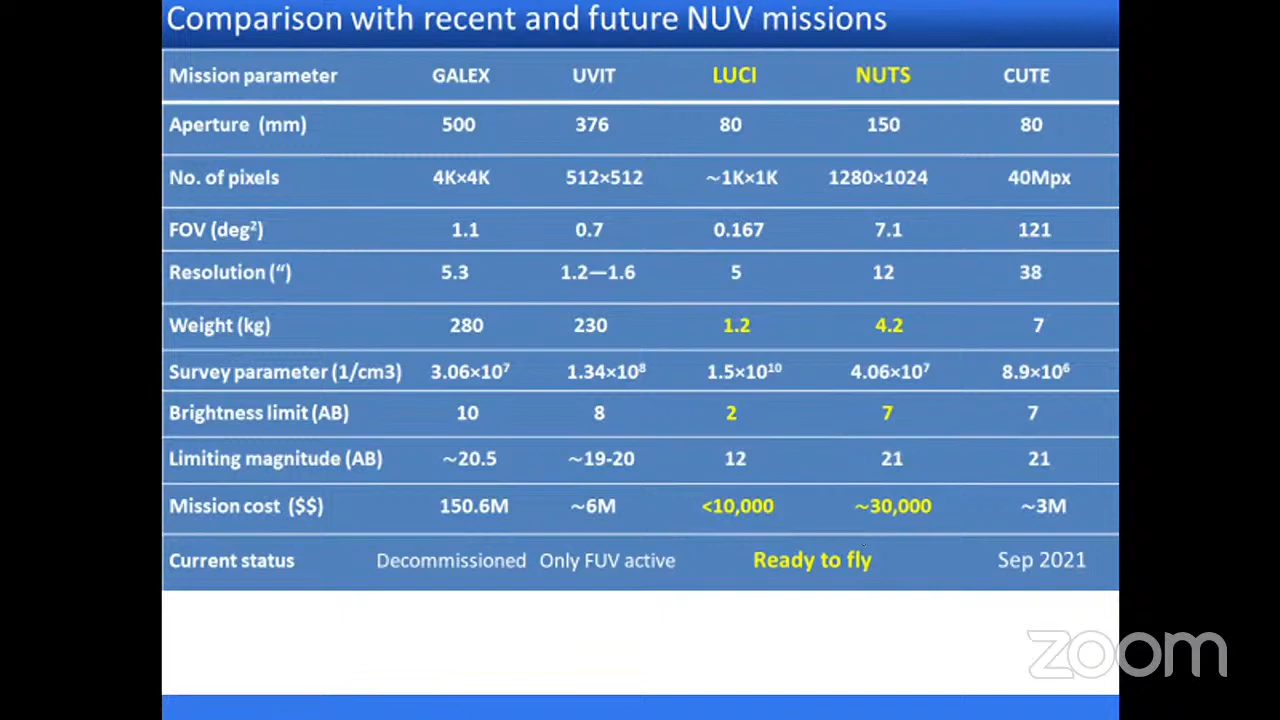 Comparison with recent and future NUV missions
Mission parameter GALEX UVIT LUCI NUTS CUTE
Aperture (mm) 500 376 80 150 80
No. of pixels 4K×4K 512×512 ~1K×1K 1280×1024 40Mpx
FOV (deg²) 1.1 0.7 0.167 7.1 121
Resolution (“) 5.3 1.2—1.6 5 12 38
Weight (kg) 280 230 1.2 4.2 7
Survey parameter (1/cm3) 3.06×10⁷ 1.34×10⁸ 1.5×10¹⁰ 4.06×10⁷ 8.9×10⁶
Brightness limit (AB) 10 8 2 7 7
Limiting magnitude (AB) ~20.5 ~19-20 12 21 21
Mission cost ($$) 150.6M ~6M <10,000 ~30,000 ~3M
Current status Decommissioned Only FUV active Ready to fly Sep 2021
zoom